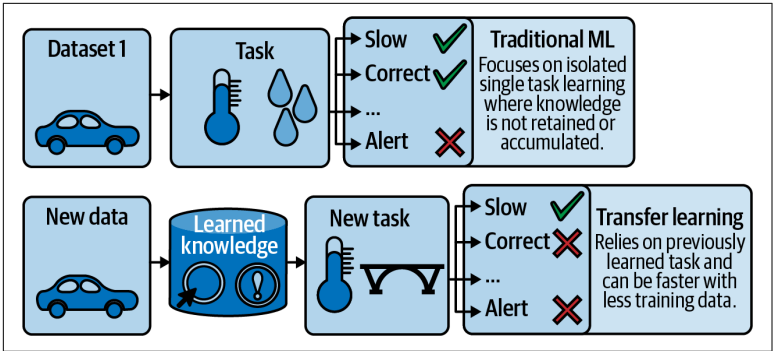 Dataset 1
Task
Slow
Correct
...
Alert
Traditional ML
Focuses on isolated
single task learning
where knowledge
is not retained or
accumulated.
New data
Learned
knowledge
New task
Slow
Correct
...
Alert
Transfer learning
Relies on previously
learned task and
can be faster with
less training data.